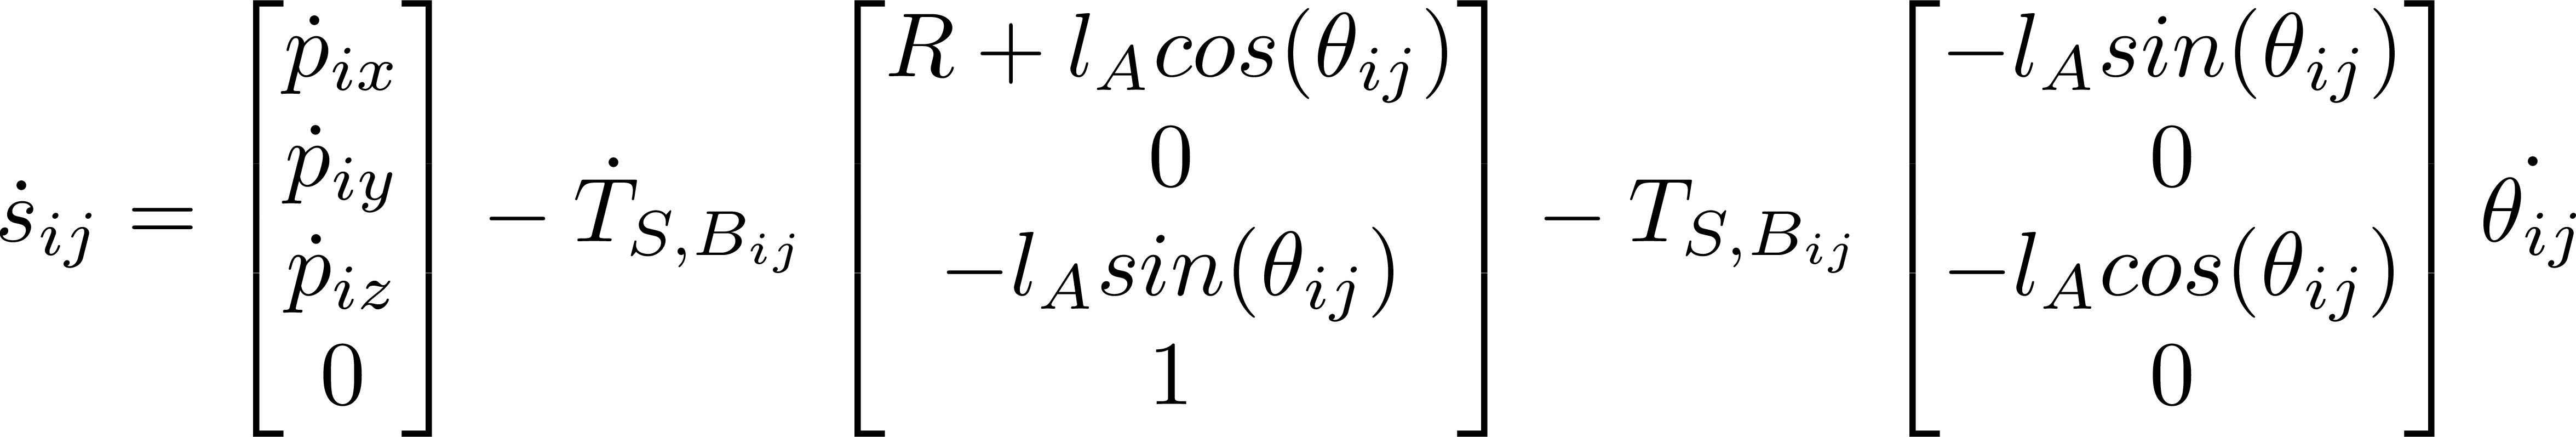 $\dot{s}_{ij} = \begin{bmatrix} \dot{p}_{ix} \\ \dot{p}_{iy} \\ \dot{p}_{iz} \\ 0 \end{bmatrix} - \dot{T}_{S,B_{ij}} \begin{bmatrix} R + l_A cos(\theta_{ij}) \\ 0 \\ -l_A sin(\theta_{ij}) \\ 1 \end{bmatrix} - T_{S,B_{ij}} \begin{bmatrix} -l_A sin(\theta_{ij}) \\ 0 \\ -l_A cos(\theta_{ij}) \\ 0 \end{bmatrix} \dot{\theta_{ij}}$